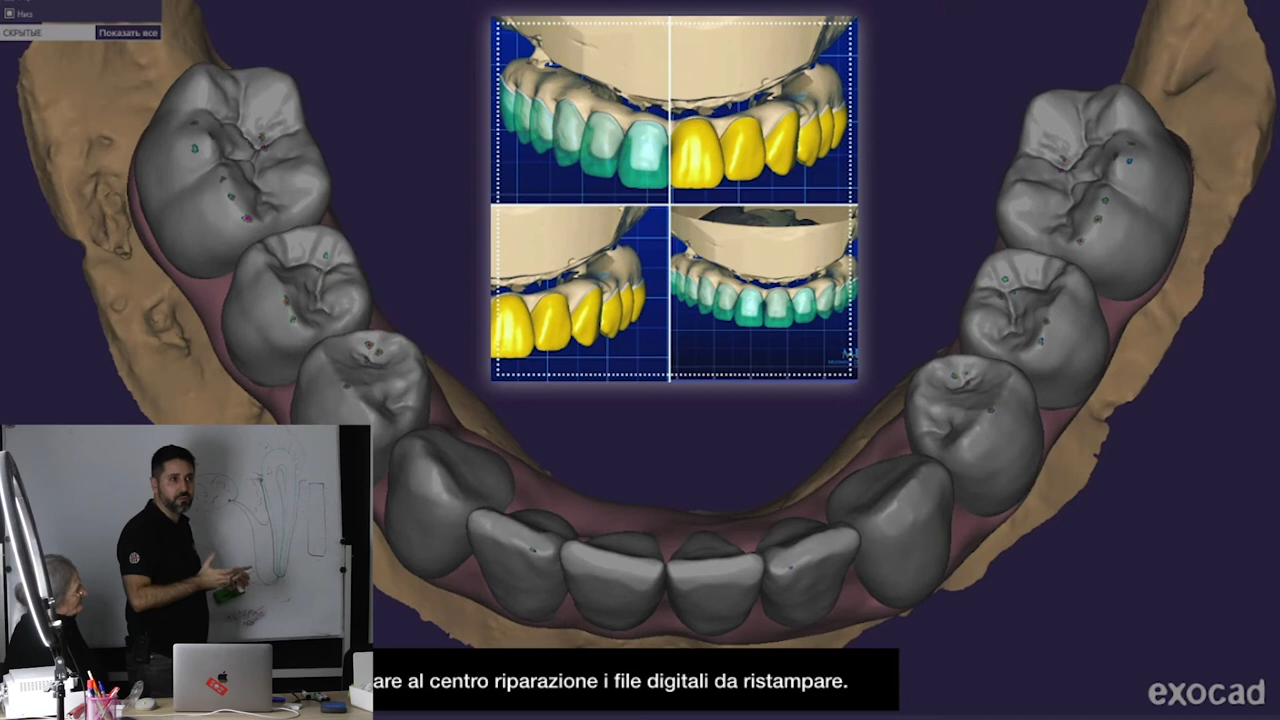 Низ
СКРЫТЫЕ
Показать все
are al centro riparazione i file digitali da ristampare.
exocad